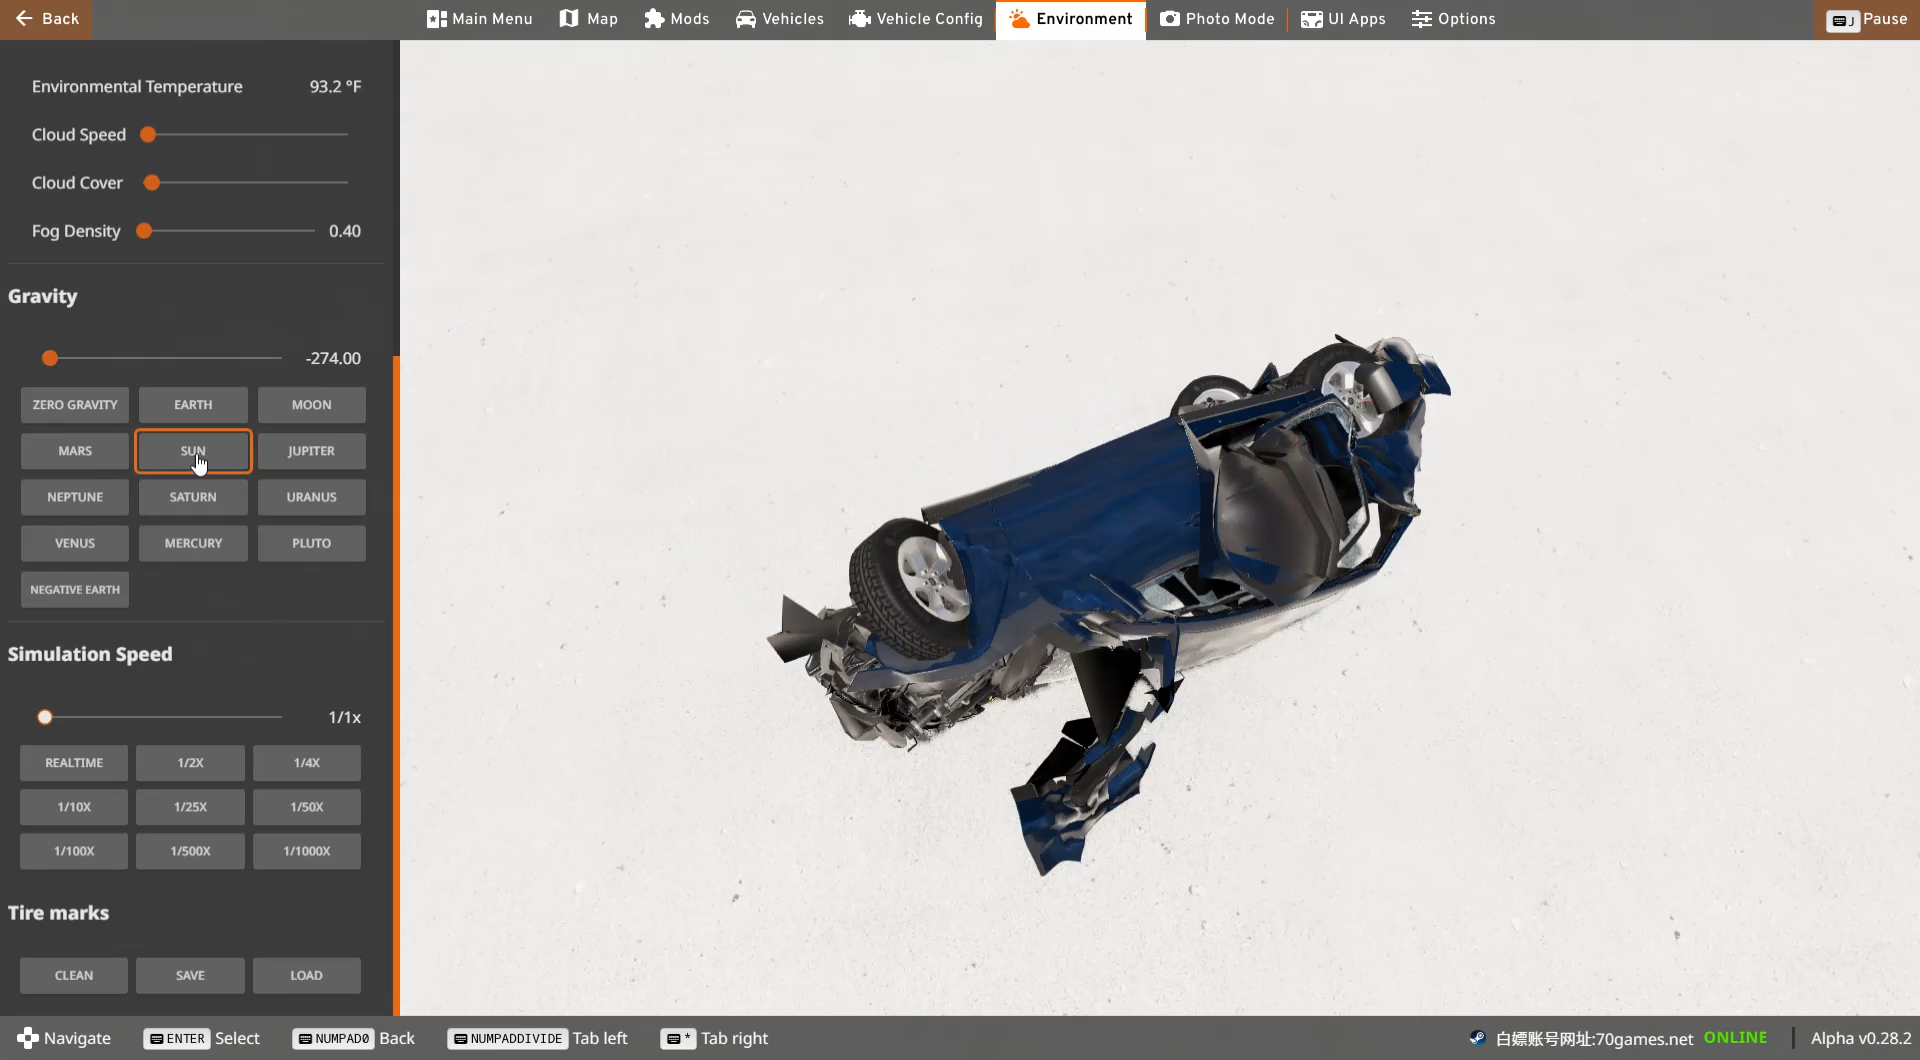 Back
Main Menu
Map
Mods
Vehicles
Vehicle Config
Environment
Photo Mode
UI Apps
Options
J Pause
Environmental Temperature 93.2 °F
Cloud Speed
Cloud Cover
Fog Density 0.40
Gravity
-274.00
ZERO GRAVITY EARTH MOON
MARS SUN JUPITER
NEPTUNE SATURN URANUS
VENUS MERCURY PLUTO
NEGATIVE EARTH
Simulation Speed
1/1x
REALTIME 1/2X 1/4X
1/10X 1/25X 1/50X
1/100X 1/500X 1/1000X
Tire marks
CLEAN SAVE LOAD
Navigate ENTER Select NUMPAD0 Back NUMPADDIVIDE Tab left * Tab right
白嫖账号网址:70games.net ONLINE Alpha v0.28.2